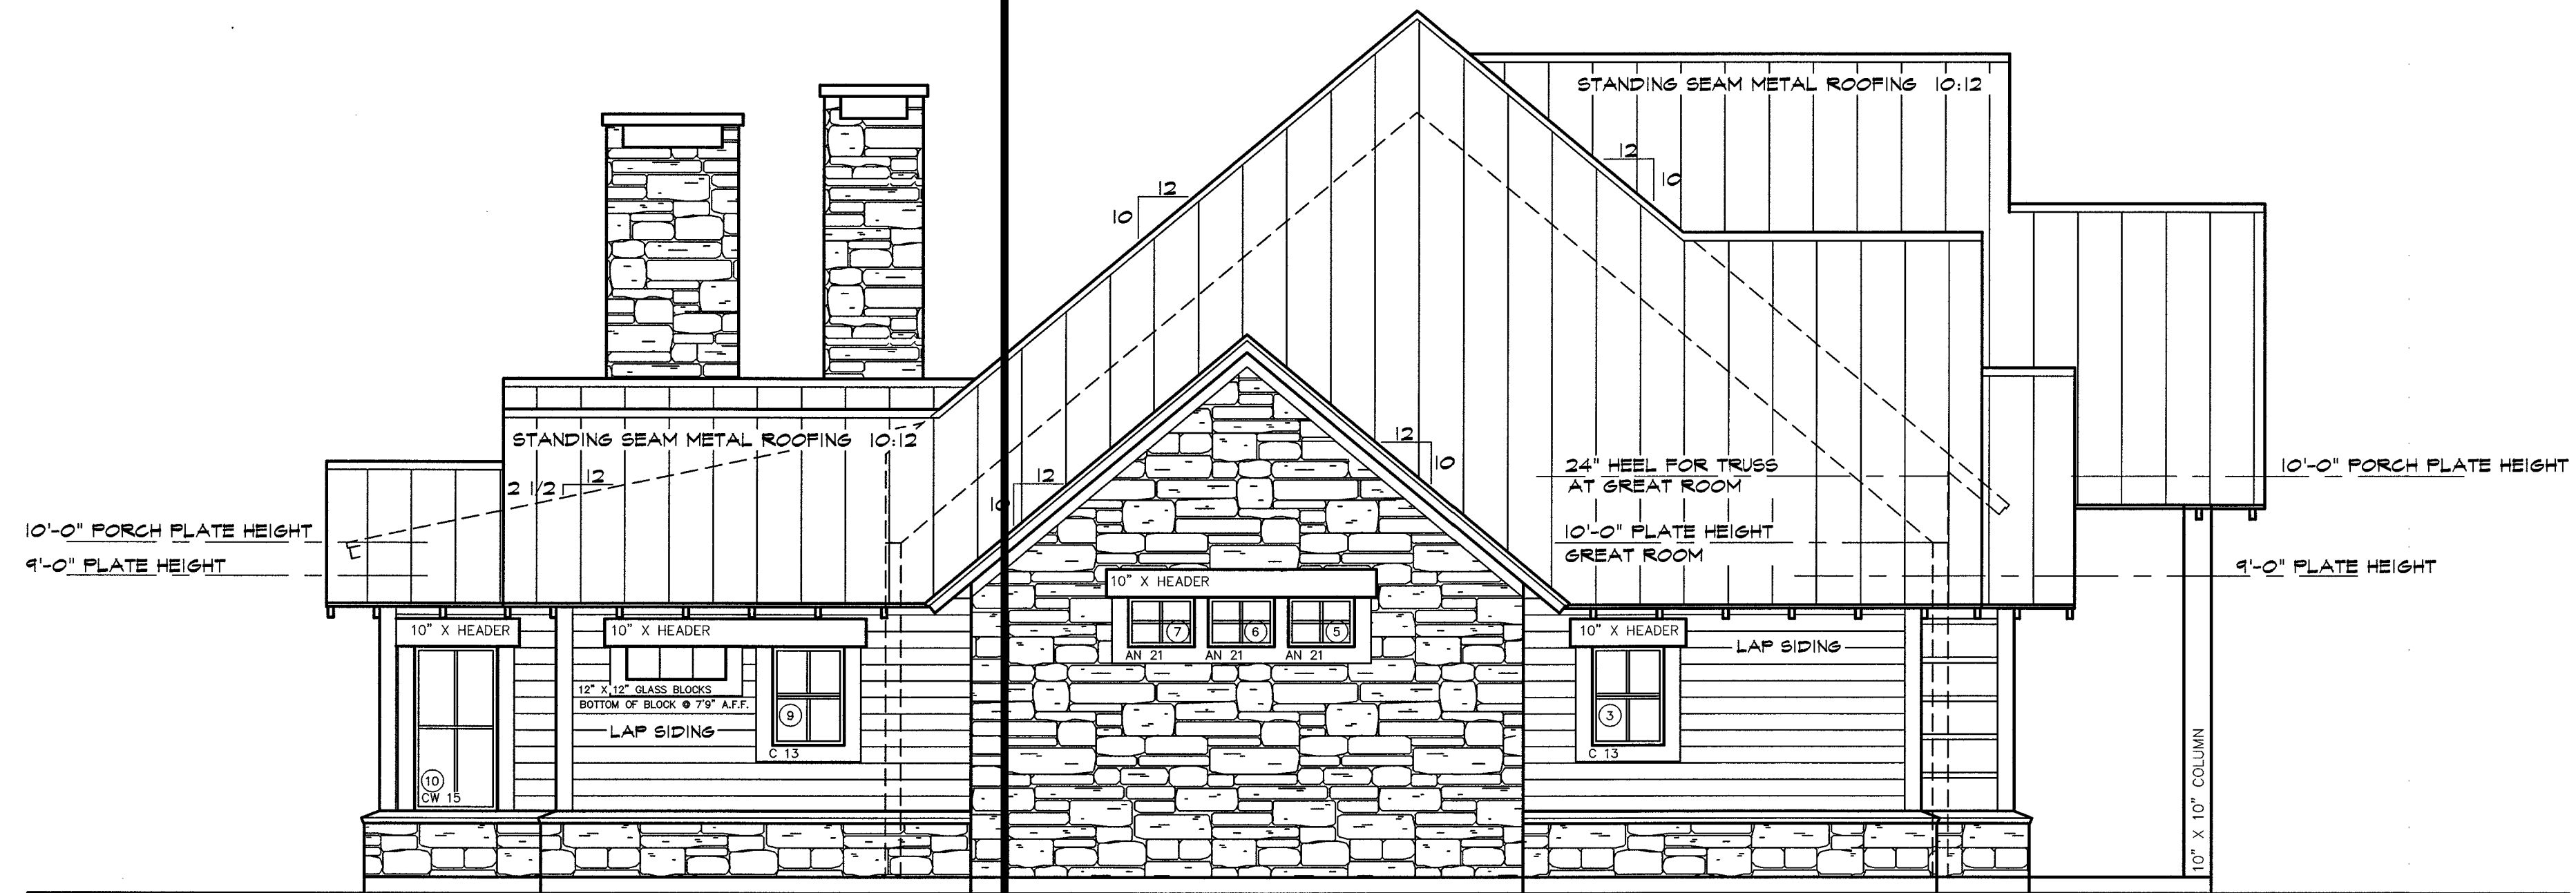 STANDING SEAM METAL ROOFING 10:12
12
10
12
10
STANDING SEAM METAL ROOFING 10:12
2 1/2
12
12
10
12
10
24" HEEL FOR TRUSS
AT GREAT ROOM
10'-0" PLATE HEIGHT
GREAT ROOM
10'-0" PORCH PLATE HEIGHT
9'-0" PLATE HEIGHT
10'-0" PORCH PLATE HEIGHT
9'-0" PLATE HEIGHT
10" X HEADER
10" X HEADER
10" X HEADER
10" X HEADER
7
6
5
AN 21
AN 21
AN 21
12" X 12" GLASS BLOCKS
BOTTOM OF BLOCK @ 7'9" A.F.F.
LAP SIDING
LAP SIDING
9
C 13
3
C 13
10
CW 15
10" X 10" COLUMN